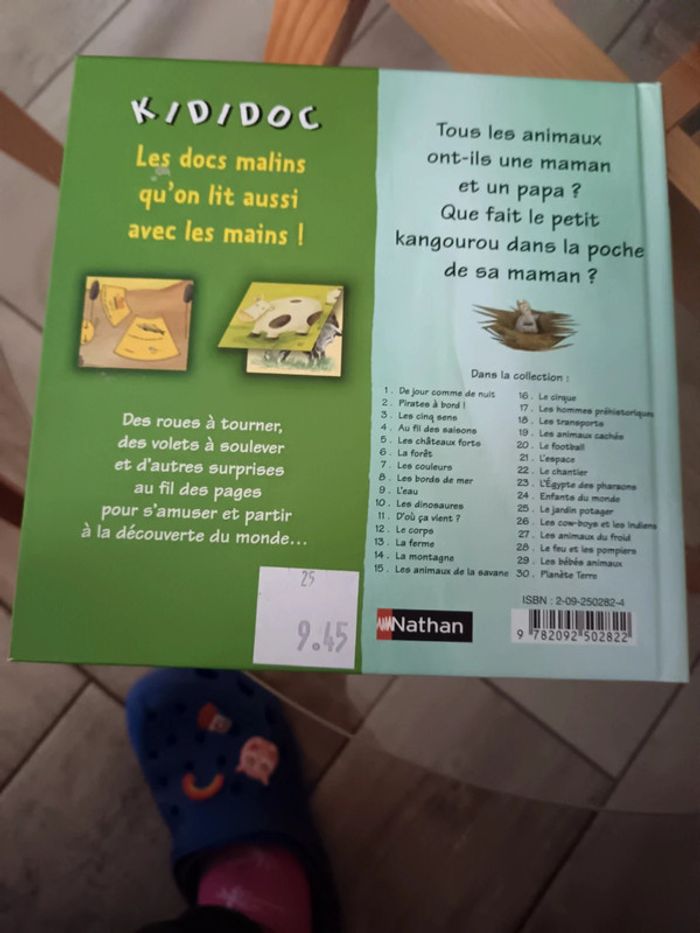 KIDIDOC
Les docs malins
qu'on lit aussi
avec les mains !
Des roues à tourner,
des volets à soulever
et d'autres surprises
au fil des pages
pour s'amuser et partir
à la découverte du monde...
25
9.45
Tous les animaux
ont-ils une maman
et un papa ?
Que fait le petit
kangourou dans la poche
de sa maman ?
Dans la collection :
1 . De jour comme de nuit
2 . Pirates à bord !
3 . Les cinq sens
4 . Au fil des saisons
5 . Les châteaux forts
6 . La forêt
7 . Les couleurs
8 . Les bords de mer
9 . L'eau
10 . Les dinosaures
11 . D'où ça vient ?
12 . Le corps
13 . La ferme
14 . La montagne
15 . Les animaux de la savane
16 . Le cirque
17 . Les hommes préhistoriques
18 . Les transports
19 . Les animaux cachés
20 . Le football
21 . L'espace
22 . Le chantier
23 . L'Égypte des pharaons
24 . Enfants du monde
25 . Le jardin potager
26 . Les cow-boys et les indiens
27 . Les animaux du froid
28 . Le feu et les pompiers
29 . Les bébés animaux
30 . Planète Terre
Nathan
ISBN : 2-09-250282-4
9 782092 502822